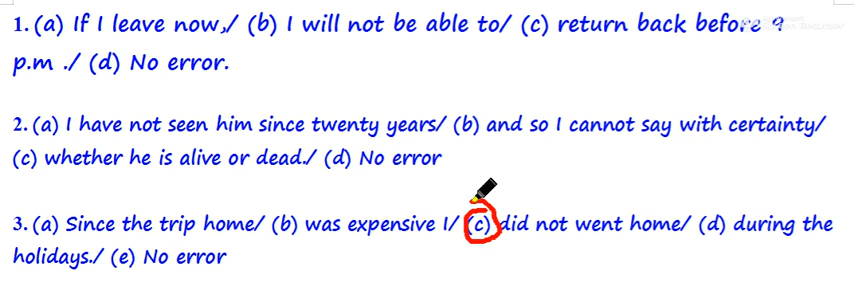 1. (a) If I leave now,/ (b) I will not be able to/ (c) return back before 9
p.m ./ (d) No error.
2. (a) I have not seen him since twenty years/ (b) and so I cannot say with certainty/
(c) whether he is alive or dead./ (d) No error
3. (a) Since the trip home/ (b) was expensive I/ (c) did not went home/ (d) during the
holidays./ (e) No error